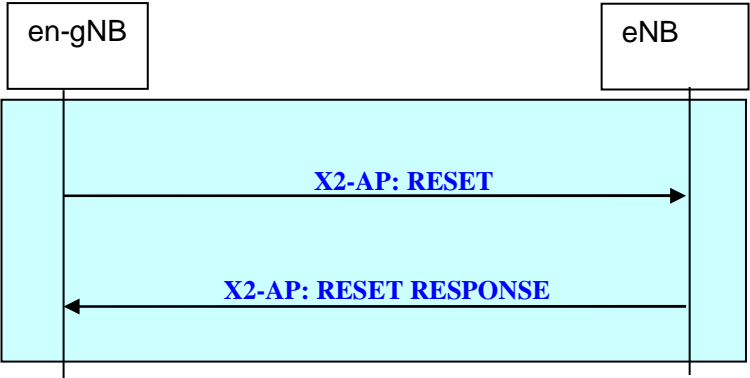 en-gNB
eNB
X2-AP: RESET
X2-AP: RESET RESPONSE